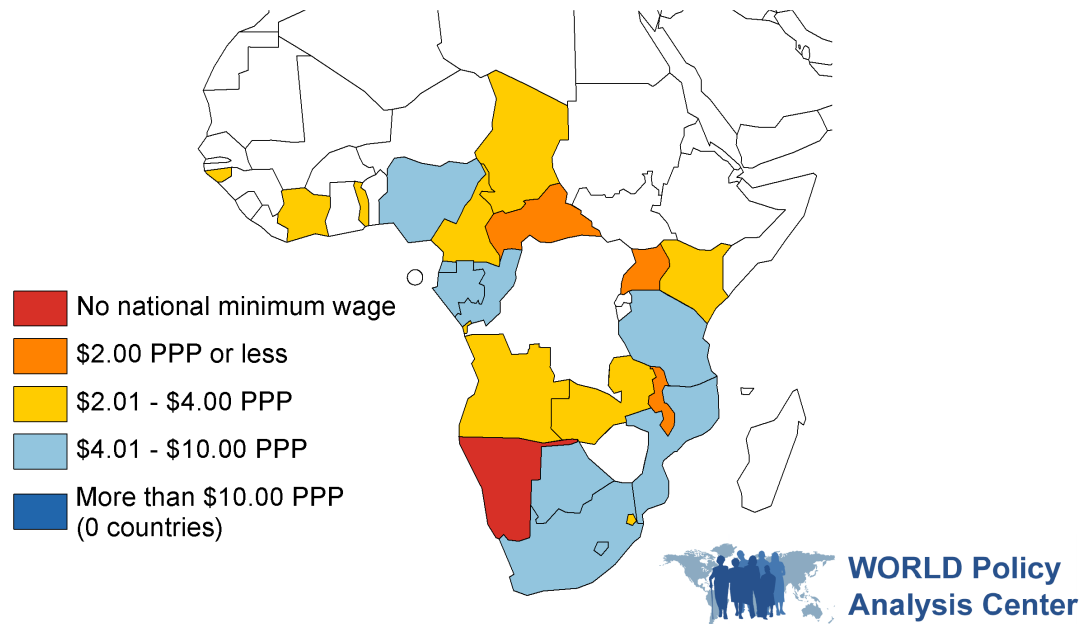 No national minimum wage
$2.00 PPP or less
$2.01 - $4.00 PPP
$4.01 - $10.00 PPP
More than $10.00 PPP
(0 countries)
WORLD Policy
Analysis Center